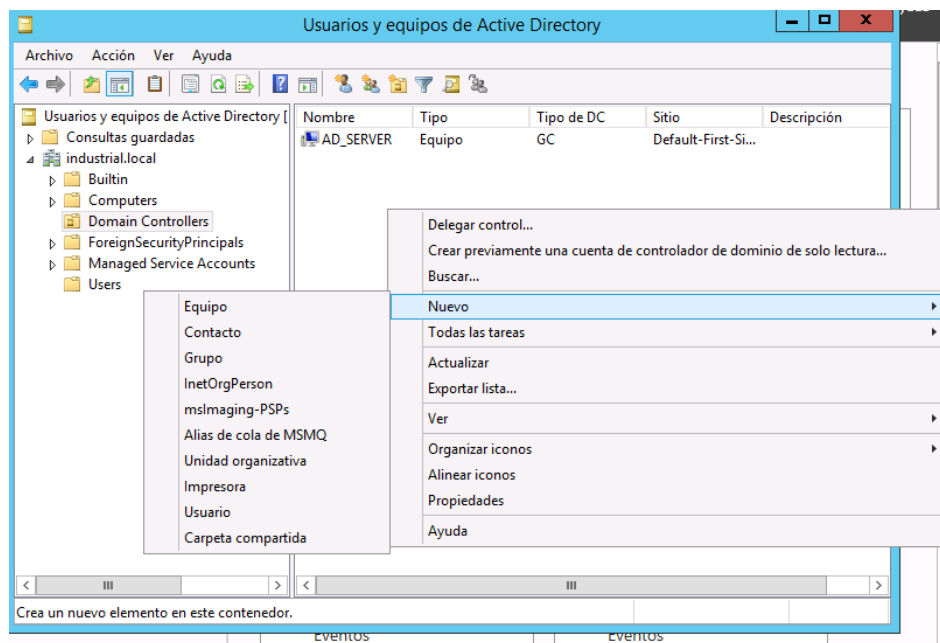 Usuarios y equipos de Active Directory
Archivo Acción Ver Ayuda
Usuarios y equipos de Active Directory [
Consultas guardadas
industrial.local
Builtin
Computers
Domain Controllers
ForeignSecurityPrincipals
Managed Service Accounts
Users
Nombre Tipo Tipo de DC Sitio Descripción
AD_SERVER Equipo GC Default-First-Si...
Delegar control...
Crear previamente una cuenta de controlador de dominio de solo lectura...
Buscar...
Nuevo
Todas las tareas
Actualizar
Exportar lista...
Ver
Organizar iconos
Alinear iconos
Propiedades
Ayuda
Equipo
Contacto
Grupo
InetOrgPerson
msImaging-PSPs
Alias de cola de MSMQ
Unidad organizativa
Impresora
Usuario
Carpeta compartida
Crea un nuevo elemento en este contenedor.
Eventos Eventos